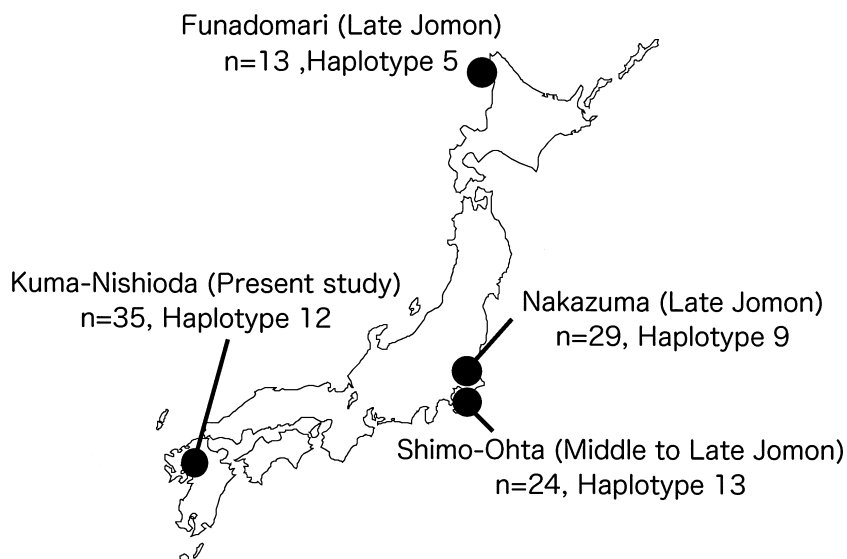 Funadomari (Late Jomon)
n=13 ,Haplotype 5
Kuma-Nishioda (Present study)
n=35, Haplotype 12
Nakazuma (Late Jomon)
n=29, Haplotype 9
Shimo-Ohta (Middle to Late Jomon)
n=24, Haplotype 13